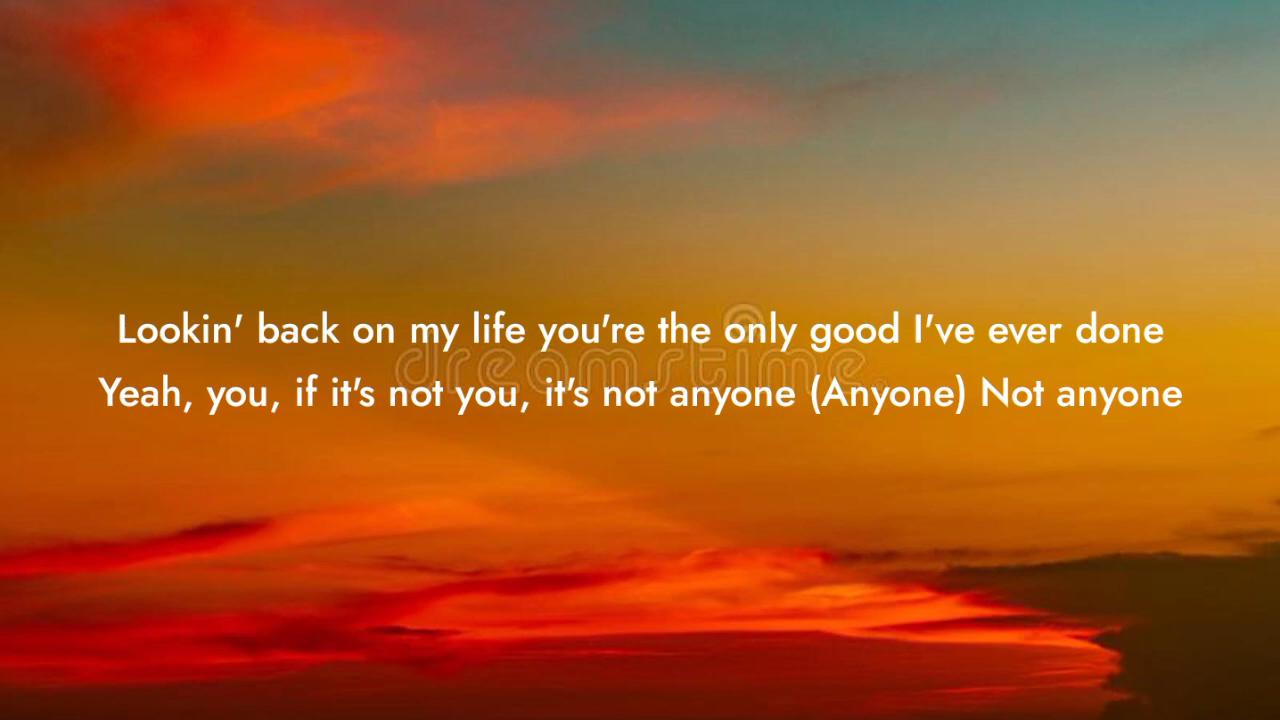 Lookin' back on my life you're the only good I've ever done
dreamstime
Yeah, you, if it's not you, it's not anyone (Anyone) Not anyone